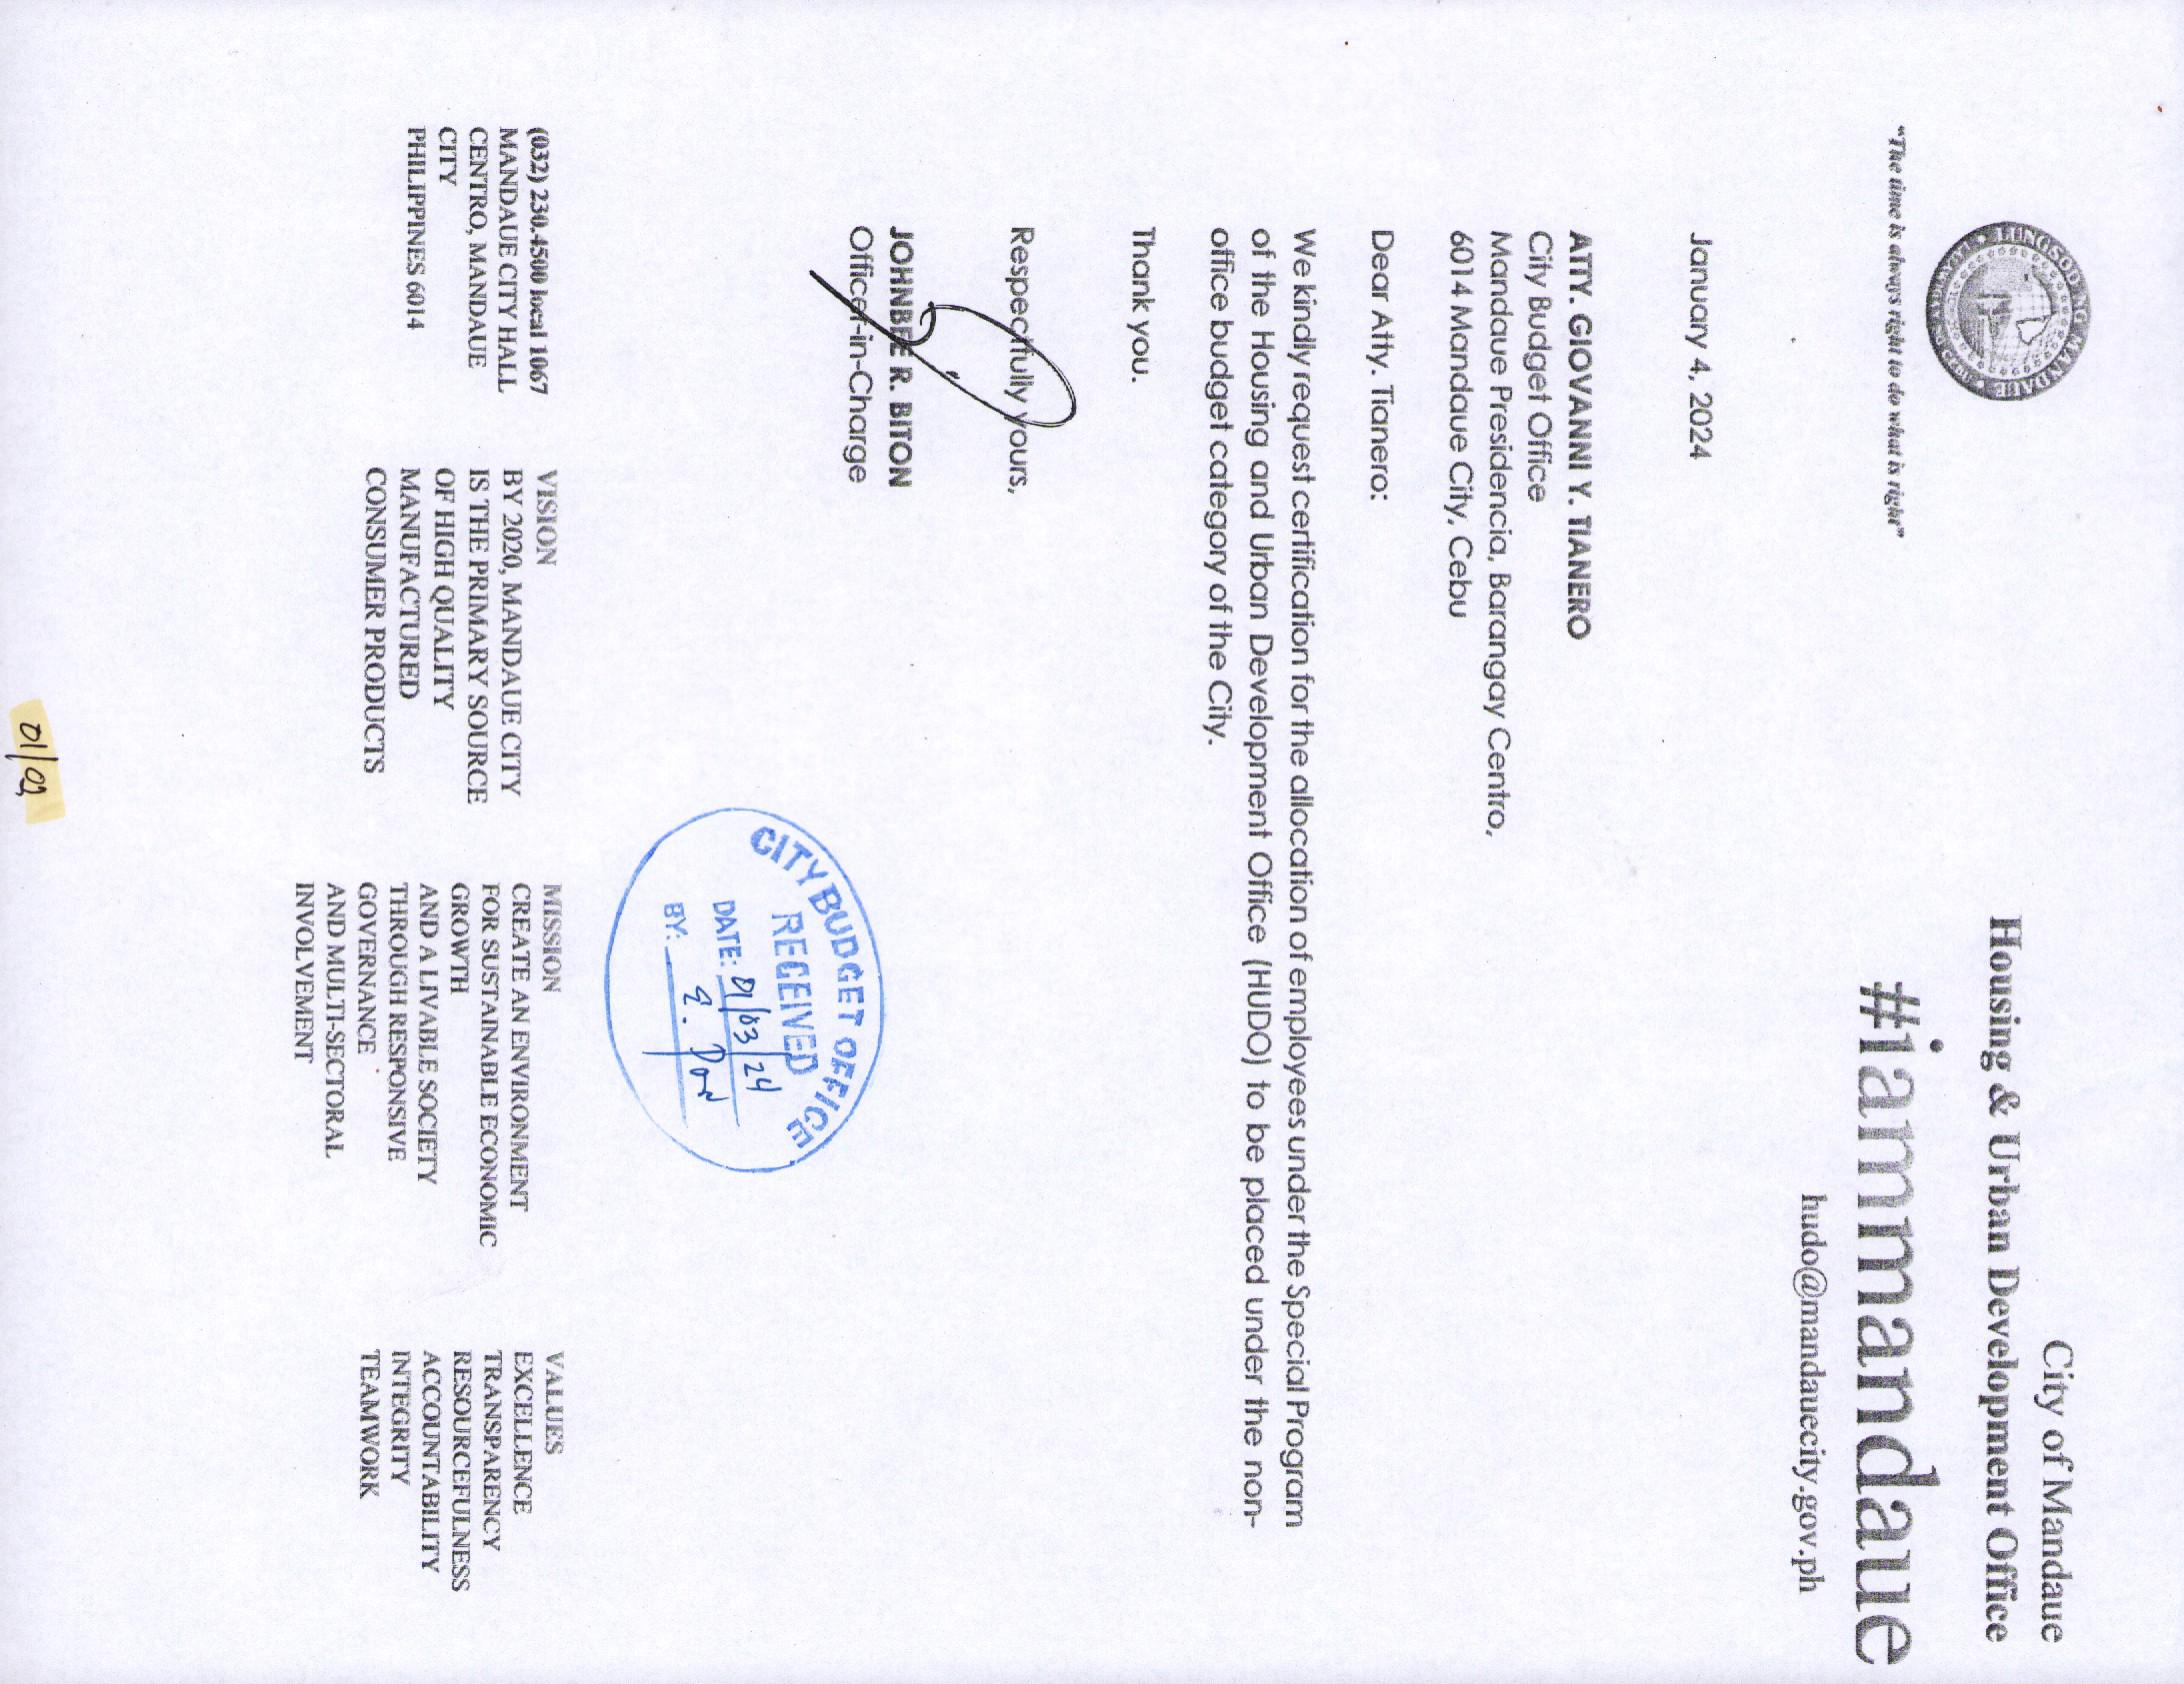 City of Mandaue
Housing & Urban Development Office
#iammandaue
hudo@mandauecity.gov.ph
LUNGSOD NG MANDAUE
"The time is always right to do what is right"
January 4, 2024
ATTY. GIOVANNI Y. TIANERO
City Budget Office
Mandaue Presidencia, Barangay Centro,
6014 Mandaue City, Cebu
Dear Atty. Tianero:
We kindly request certification for the allocation of employees under the Special Program
of the Housing and Urban Development Office (HUDO) to be placed under the non-
office budget category of the City.
Thank you.
Respectfully yours,
JOHNBEE R. BITON
Officer-in-Charge
CITY BUDGET OFFICE
RECEIVED
DATE: 01/03/24
BY:
(032) 230.4500 local 1067
MANDAUE CITY HALL
CENTRO, MANDAUE
CITY
PHILIPPINES 6014
VISION
BY 2020, MANDAUE CITY
IS THE PRIMARY SOURCE
OF HIGH QUALITY
MANUFACTURED
CONSUMER PRODUCTS
MISSION
CREATE AN ENVIRONMENT
FOR SUSTAINABLE ECONOMIC
GROWTH
AND A LIVABLE SOCIETY
THROUGH RESPONSIVE
GOVERNANCE
AND MULTI-SECTORAL
INVOLVEMENT
VALUES
EXCELLENCE
TRANSPARENCY
RESOURCEFULNESS
ACCOUNTABILITY
INTEGRITY
TEAMWORK